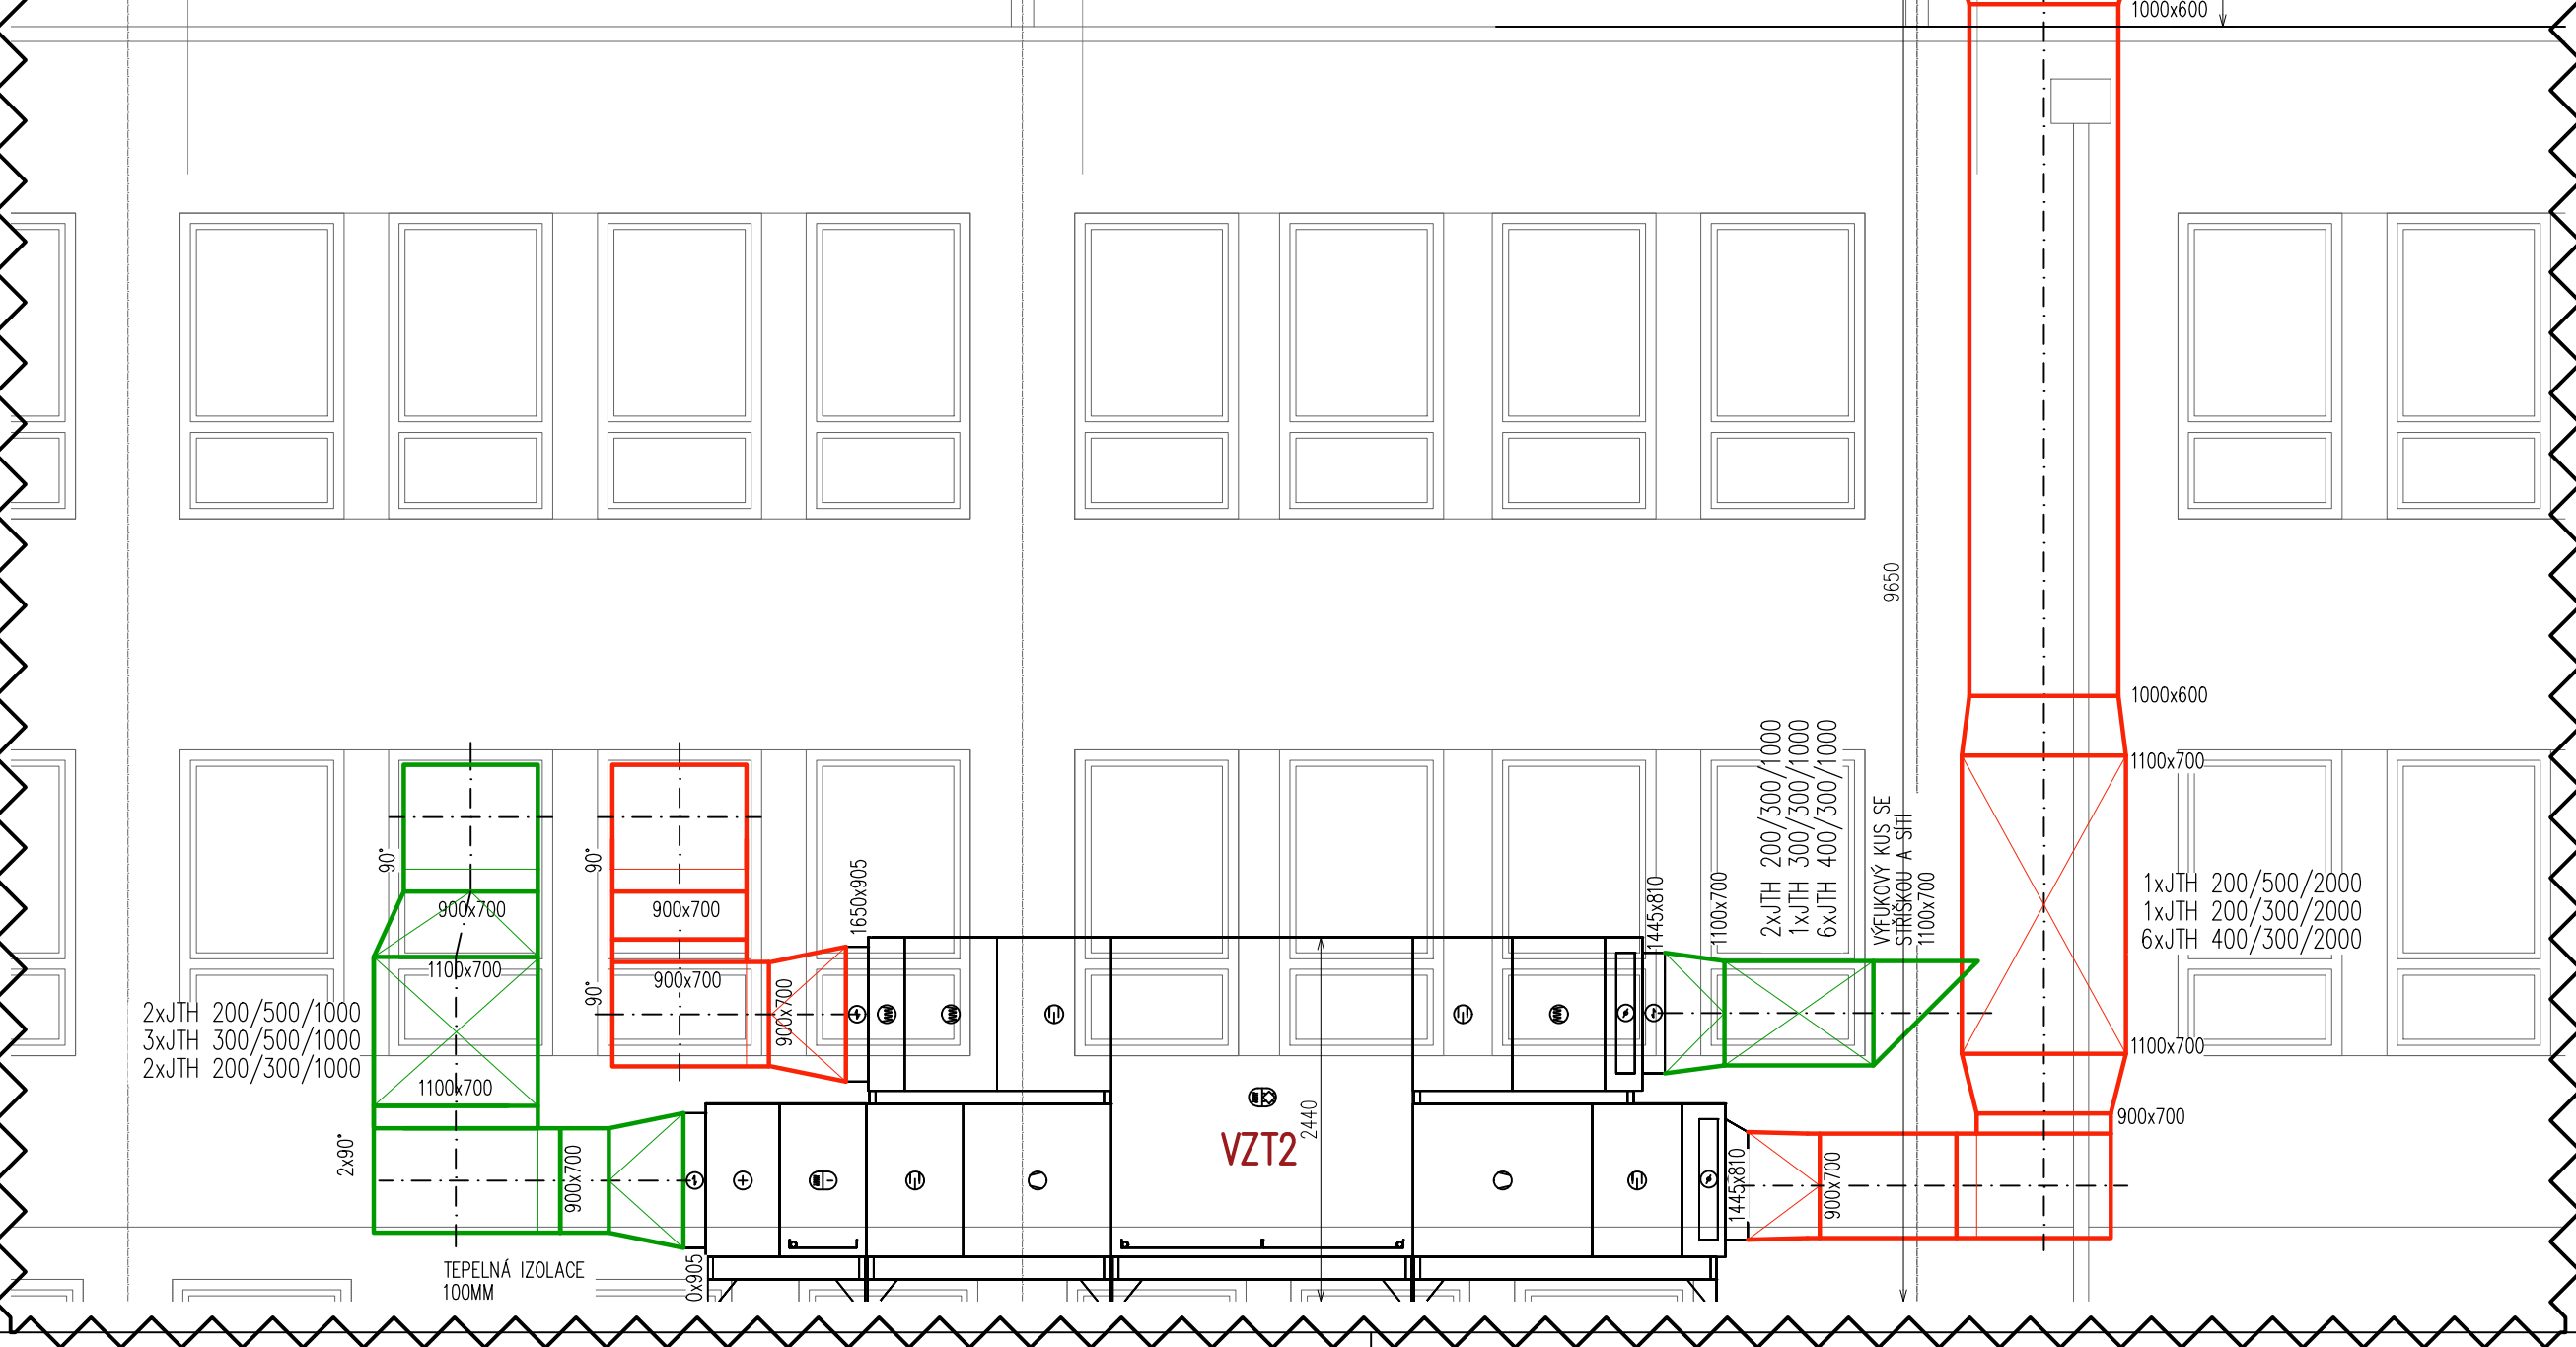 1000x600
9650
1000x600
1100x700
90°
90°
900x700
900x700
1100x700
900x700
90°
900x700
1100x700
2xJTH 200/500/1000
3xJTH 300/500/1000
2xJTH 200/300/1000
2x90°
900x700
TEPELNÁ IZOLACE
100MM
0x905
1650x905
VZT2
2440
1445x810
1100x700
2xJTH 200/300/1000
1xJTH 300/300/1000
6xJTH 400/300/1000
VÝFUKOVÝ KUS SE
STŘÍŠKOU A SÍTÍ
1100x700
1xJTH 200/500/2000
1xJTH 200/300/2000
6xJTH 400/300/2000
1100x700
900x700
1445x810
900x700